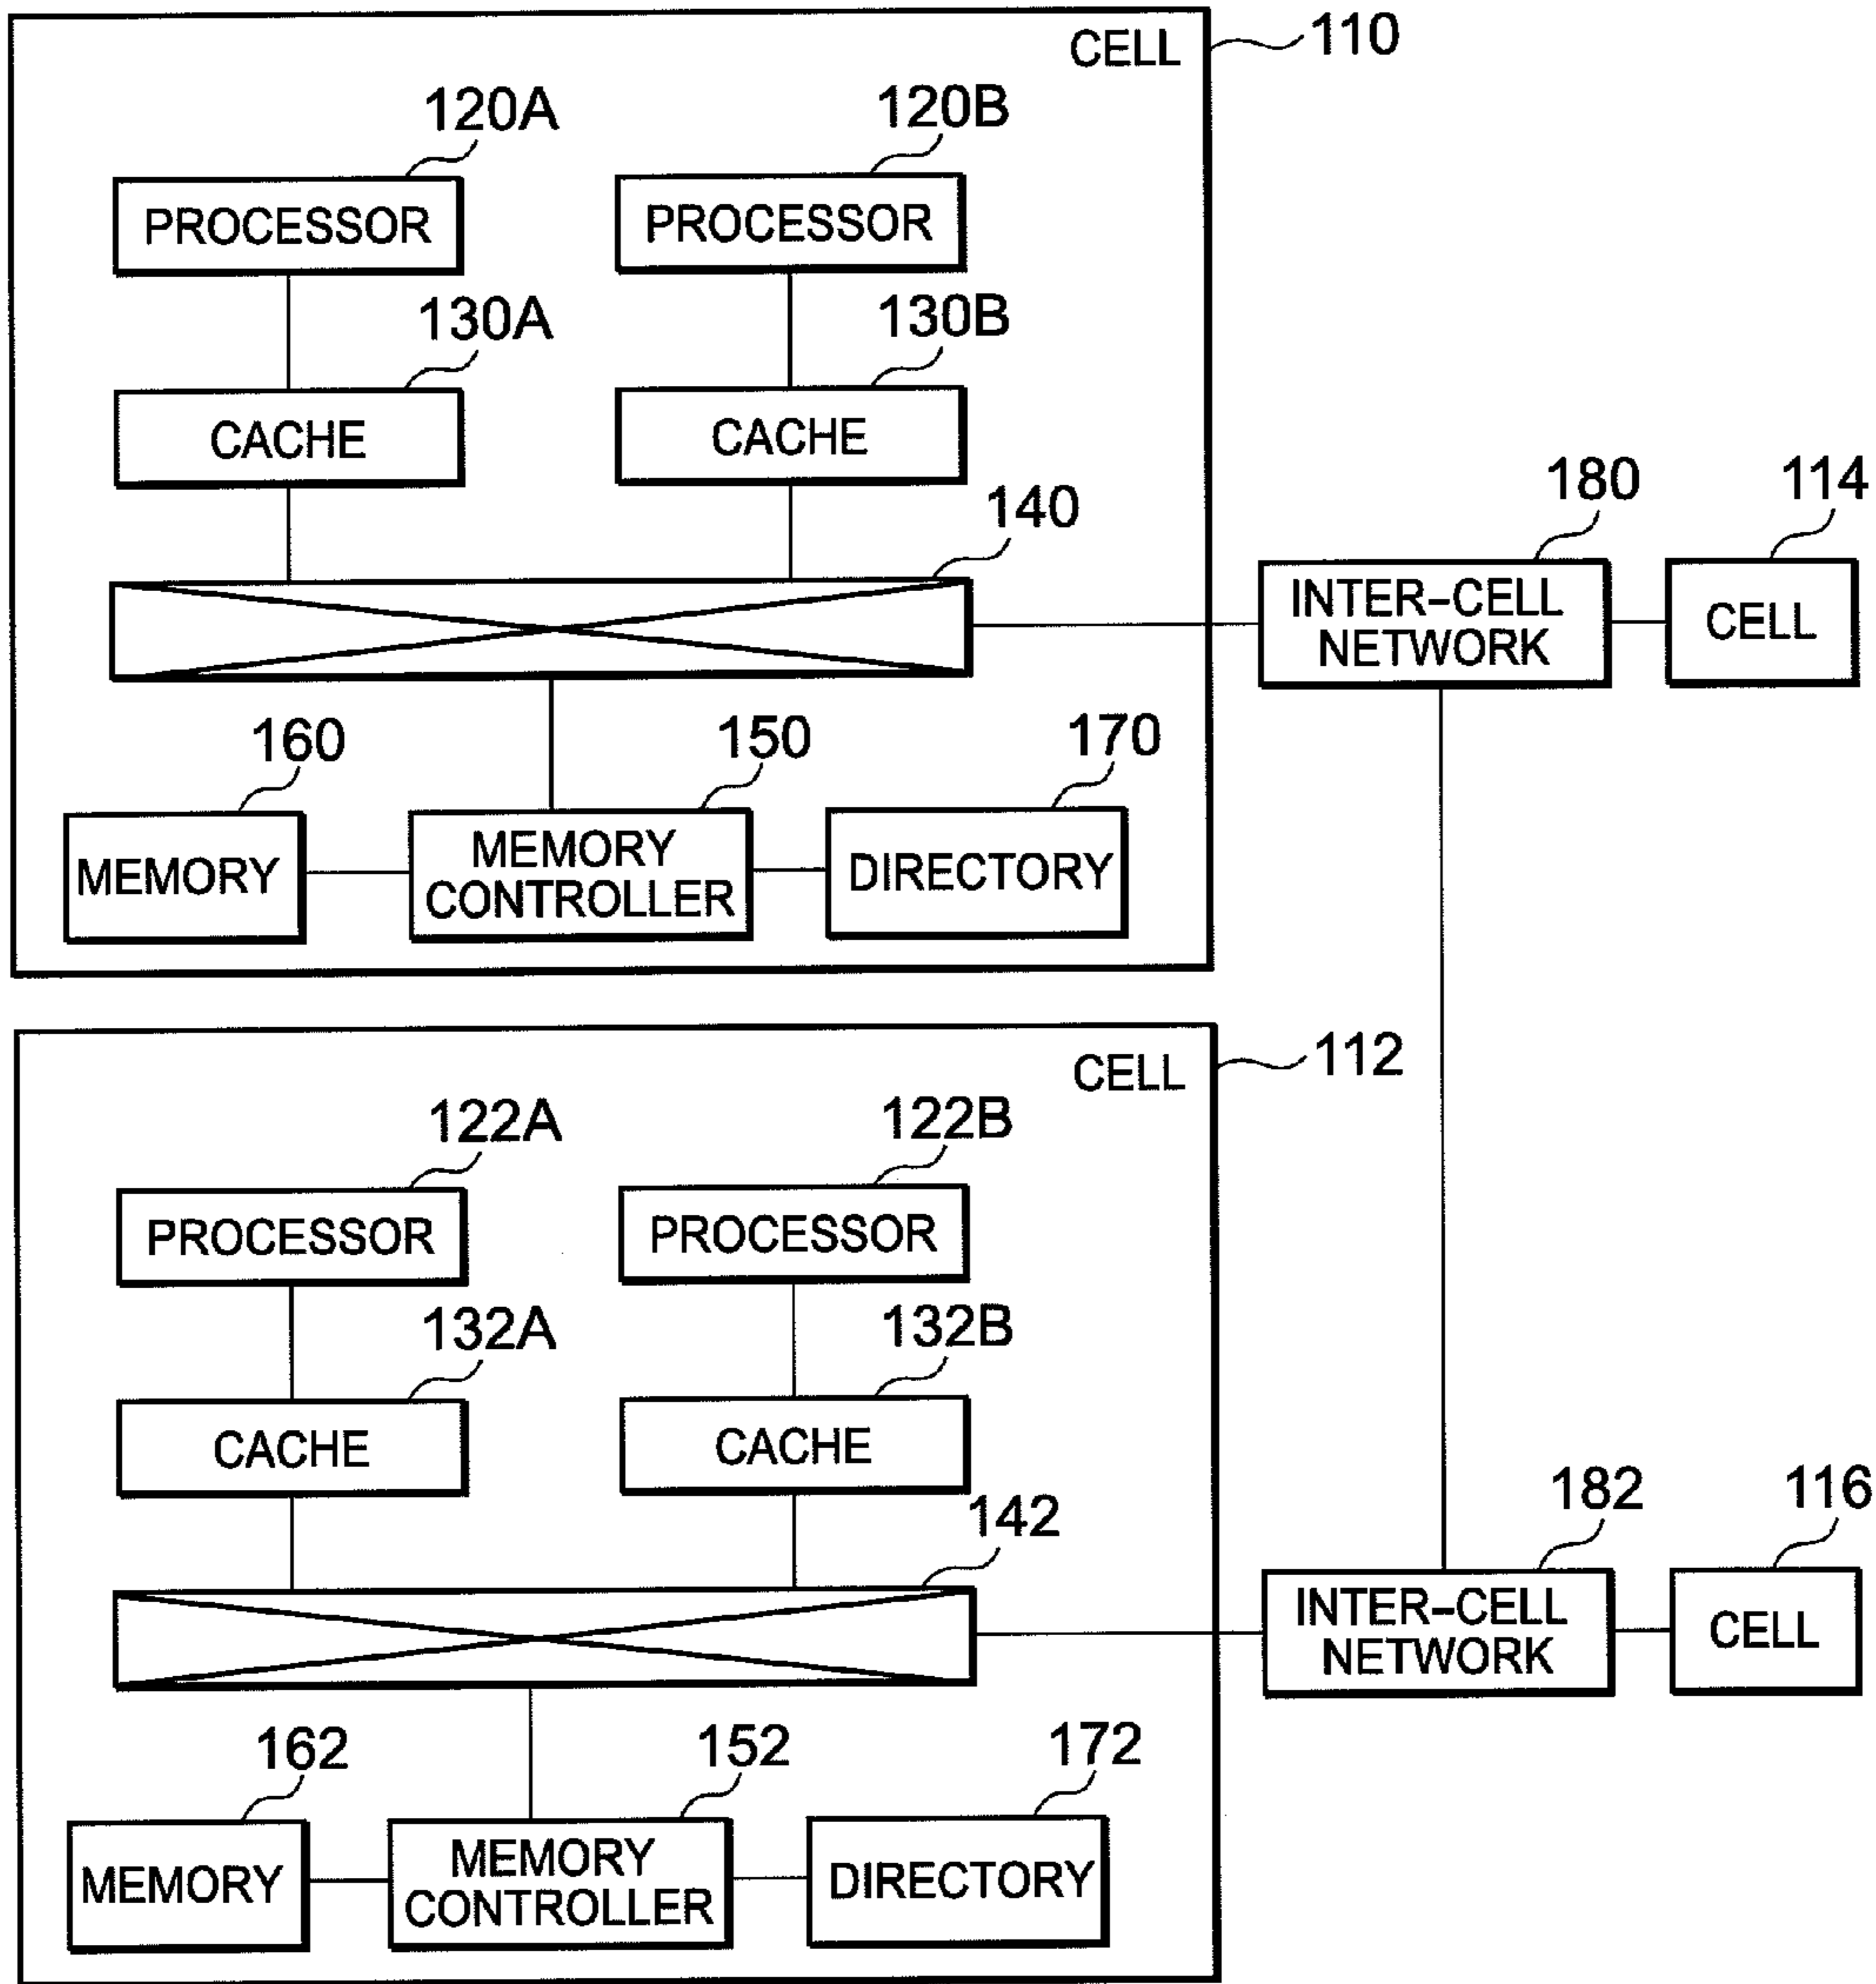 CELL
110
120A
120B
PROCESSOR
PROCESSOR
130A
130B
CACHE
CACHE
140
180
114
INTER-CELL
NETWORK
CELL
160
150
170
MEMORY
MEMORY
CONTROLLER
DIRECTORY
CELL
112
122A
122B
PROCESSOR
PROCESSOR
132A
132B
CACHE
CACHE
142
182
116
INTER-CELL
NETWORK
CELL
162
152
172
MEMORY
MEMORY
CONTROLLER
DIRECTORY